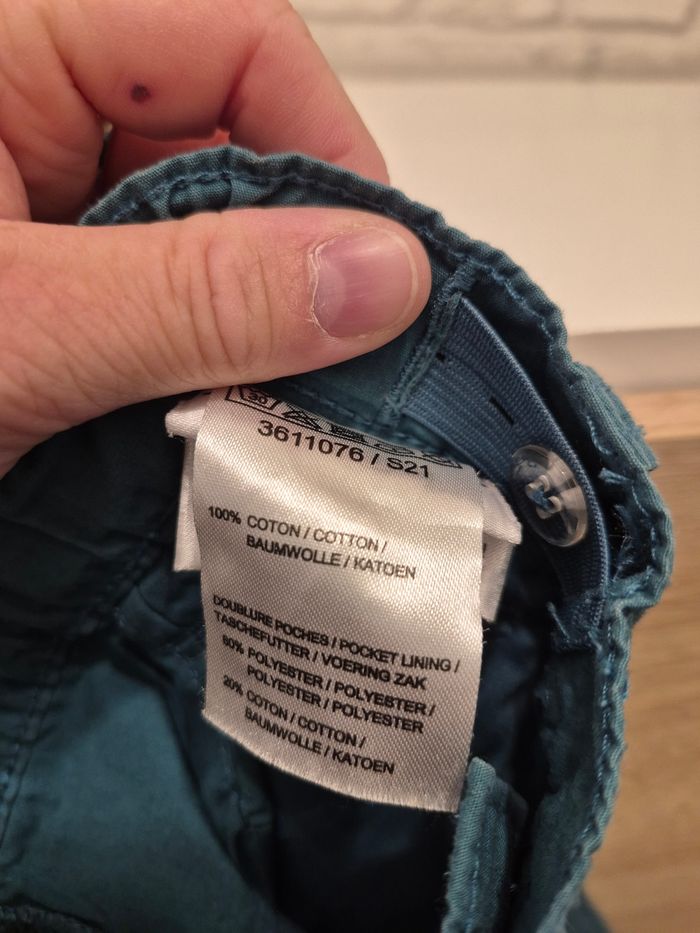 30
3611076 / S21
100% COTON / COTTON /
BAUMWOLLE / KATOEN
DOUBLURE POCHES / POCKET LINING /
TASCHEFUTTER / VOERING ZAK
80% POLYESTER / POLYESTER /
POLYESTER / POLYESTER
20% COTON / COTTON /
BAUMWOLLE / KATOEN